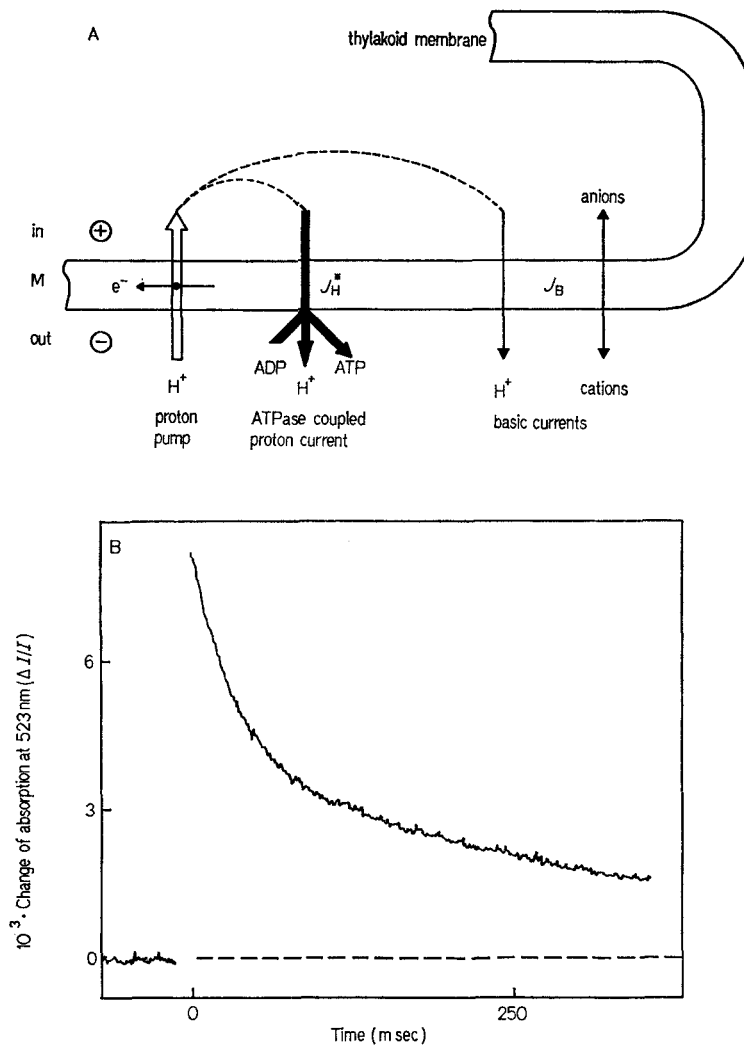 A
thylakoid membrane
anions
in +
M e⁻ J_H* J_B
out −
ADP ATP
H⁺ H⁺ H⁺ cations
proton pump
ATPase coupled proton current
basic currents
B
10³ · Change of absorption at 523 nm (Δ I/I)
6
3
0
0 250
Time (m sec)